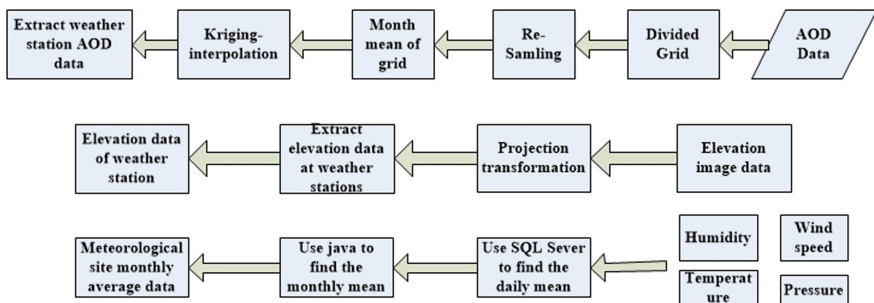 Extract weather
station AOD
data
Kriging-
interpolation
Month
mean of
grid
Re-
Samling
Divided
Grid
AOD
Data
Elevation data
of weather
station
Extract
elevation data
at weather
stations
Projection
transformation
Elevation
image data
Meteorological
site monthly
average data
Use java to
find the
monthly mean
Use SQL Sever
to find the
daily mean
Humidity
Wind
speed
Temperat
ure
Pressure